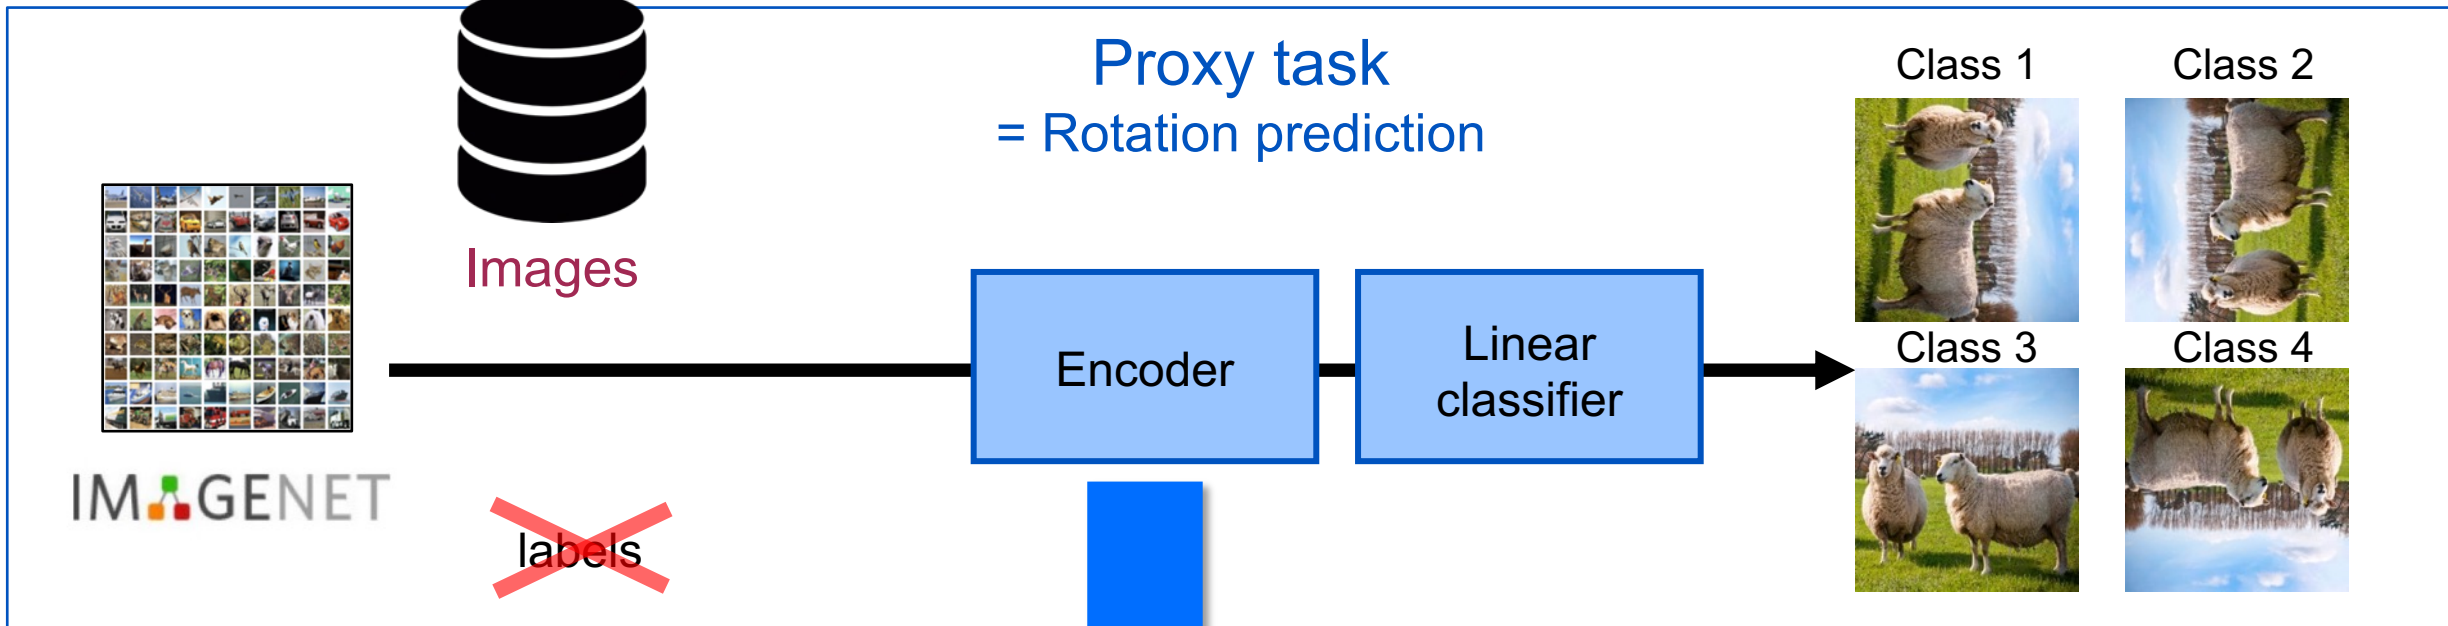 Proxy task
= Rotation prediction
Images
IMAGENET
labels
Encoder
Linear
classifier
Class 1
Class 2
Class 3
Class 4